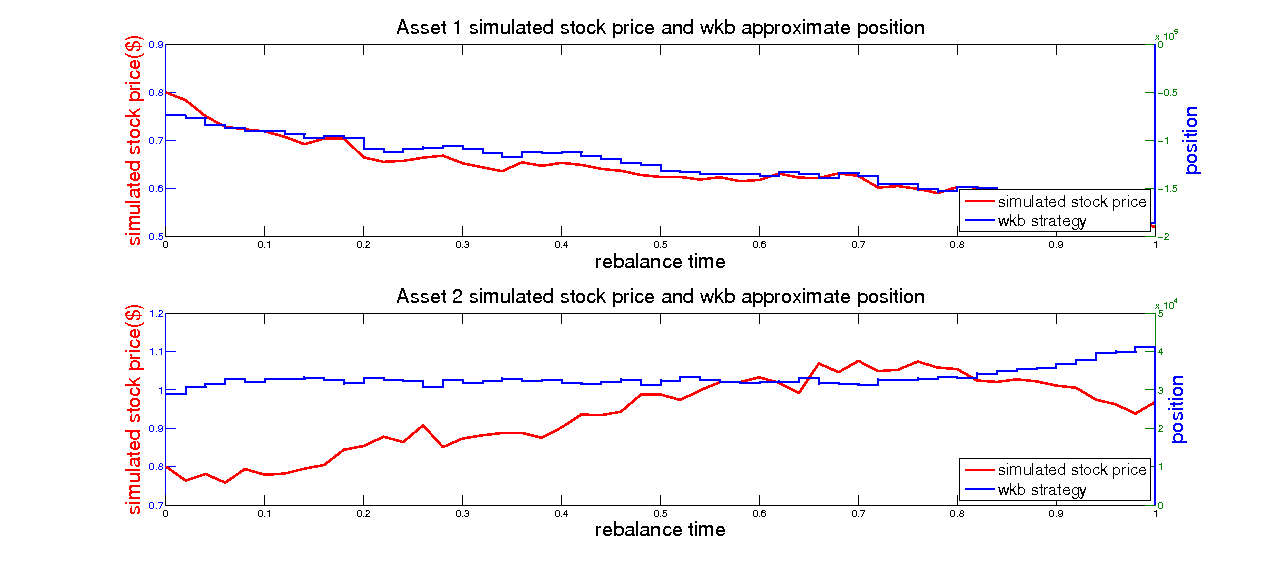 Asset 1 simulated stock price and wkb approximate position
x 10
5
simulated stock price($)
0.9
0.8
0.7
0.6
0.5
0
-0.5
-1
-1.5
-2
position
simulated stock price
wkb strategy
0 0.1 0.2 0.3 0.4 0.5 0.6 0.7 0.8 0.9 1
rebalance time
Asset 2 simulated stock price and wkb approximate position
x 10
4
simulated stock price($)
1.2
1.1
1
0.9
0.8
0.7
5
4
3
2
1
0
position
simulated stock price
wkb strategy
0 0.1 0.2 0.3 0.4 0.5 0.6 0.7 0.8 0.9 1
rebalance time